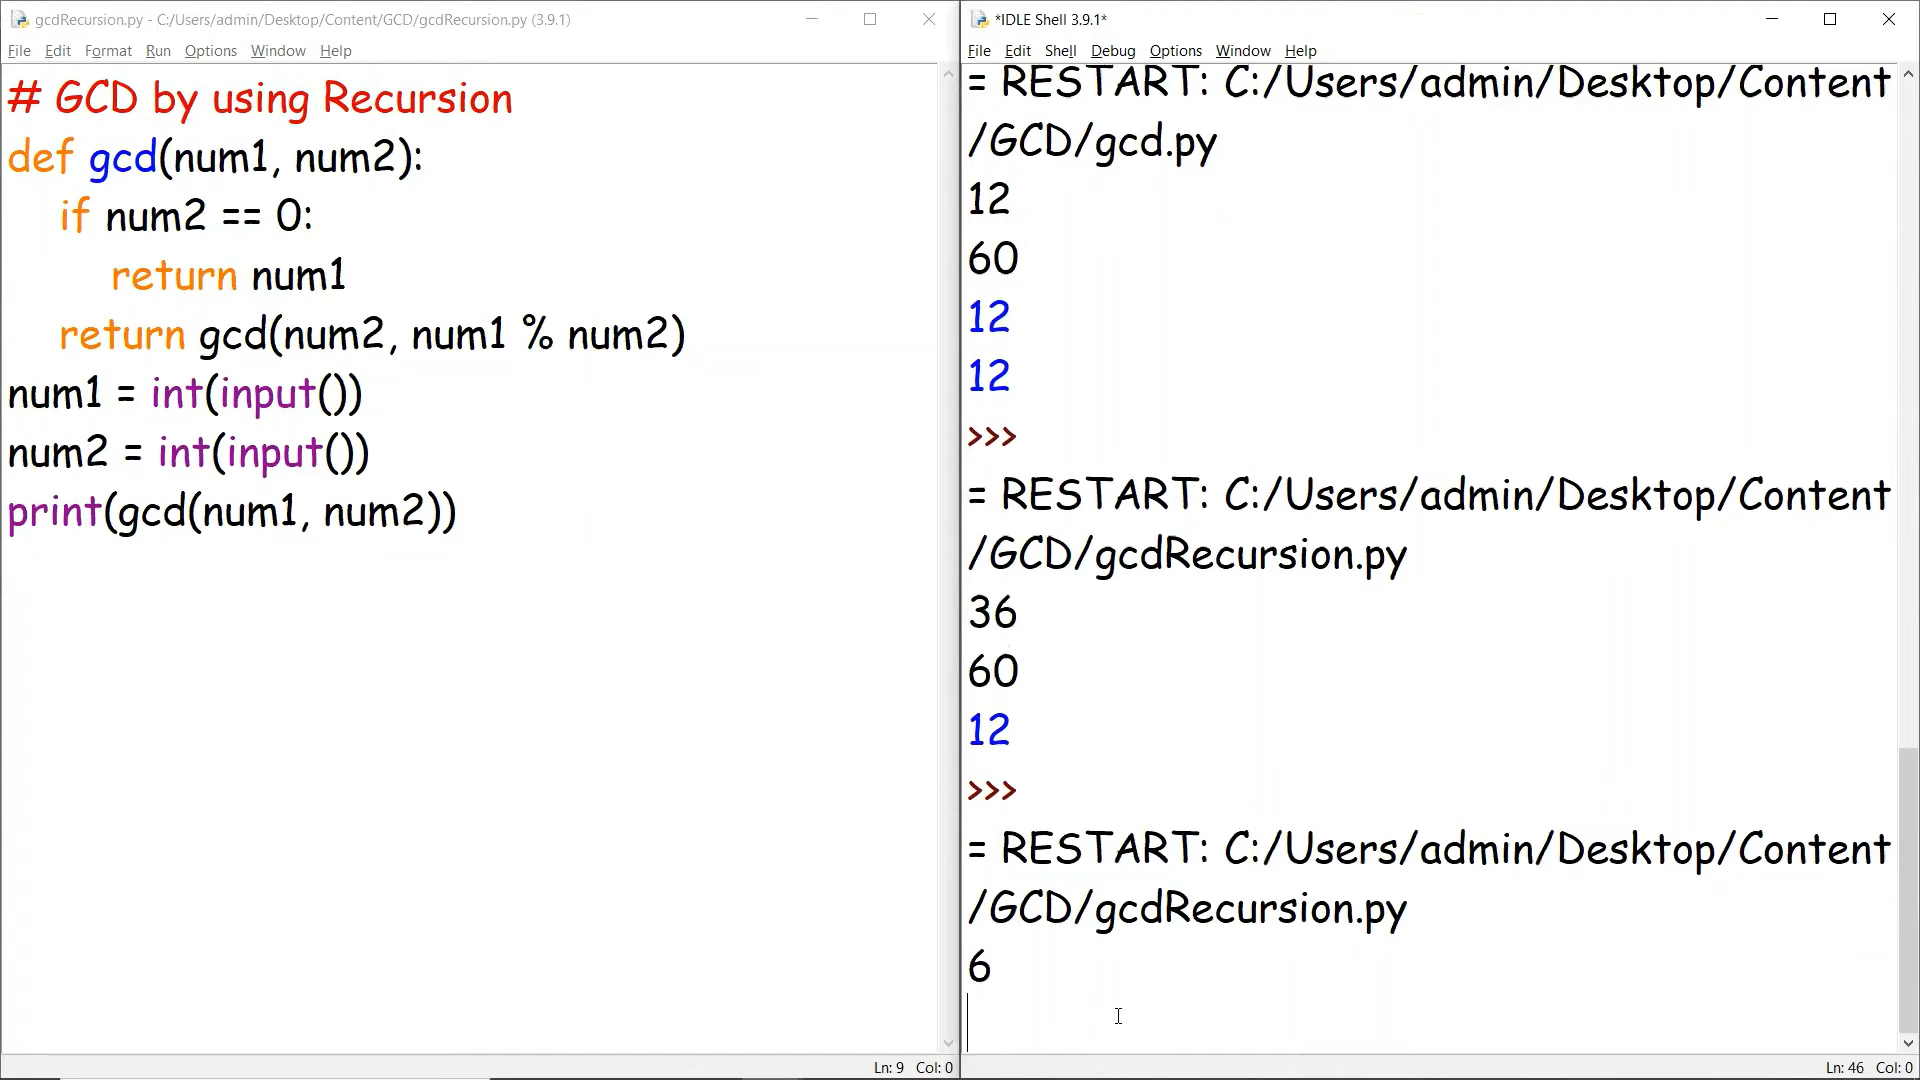 gcdRecursion.py - C:/Users/admin/Desktop/Content/GCD/gcdRecursion.py (3.9.1)
File Edit Format Run Options Window Help
# GCD by using Recursion
def gcd(num1, num2):
    if num2 == 0:
        return num1
    return gcd(num2, num1 % num2)
num1 = int(input())
num2 = int(input())
print(gcd(num1, num2))
Ln: 9 Col: 0
*IDLE Shell 3.9.1*
File Edit Shell Debug Options Window Help
= RESTART: C:/Users/admin/Desktop/Content
/GCD/gcd.py
12
60
12
12
>>>
= RESTART: C:/Users/admin/Desktop/Content
/GCD/gcdRecursion.py
36
60
12
>>>
= RESTART: C:/Users/admin/Desktop/Content
/GCD/gcdRecursion.py
6
Ln: 46 Col: 0